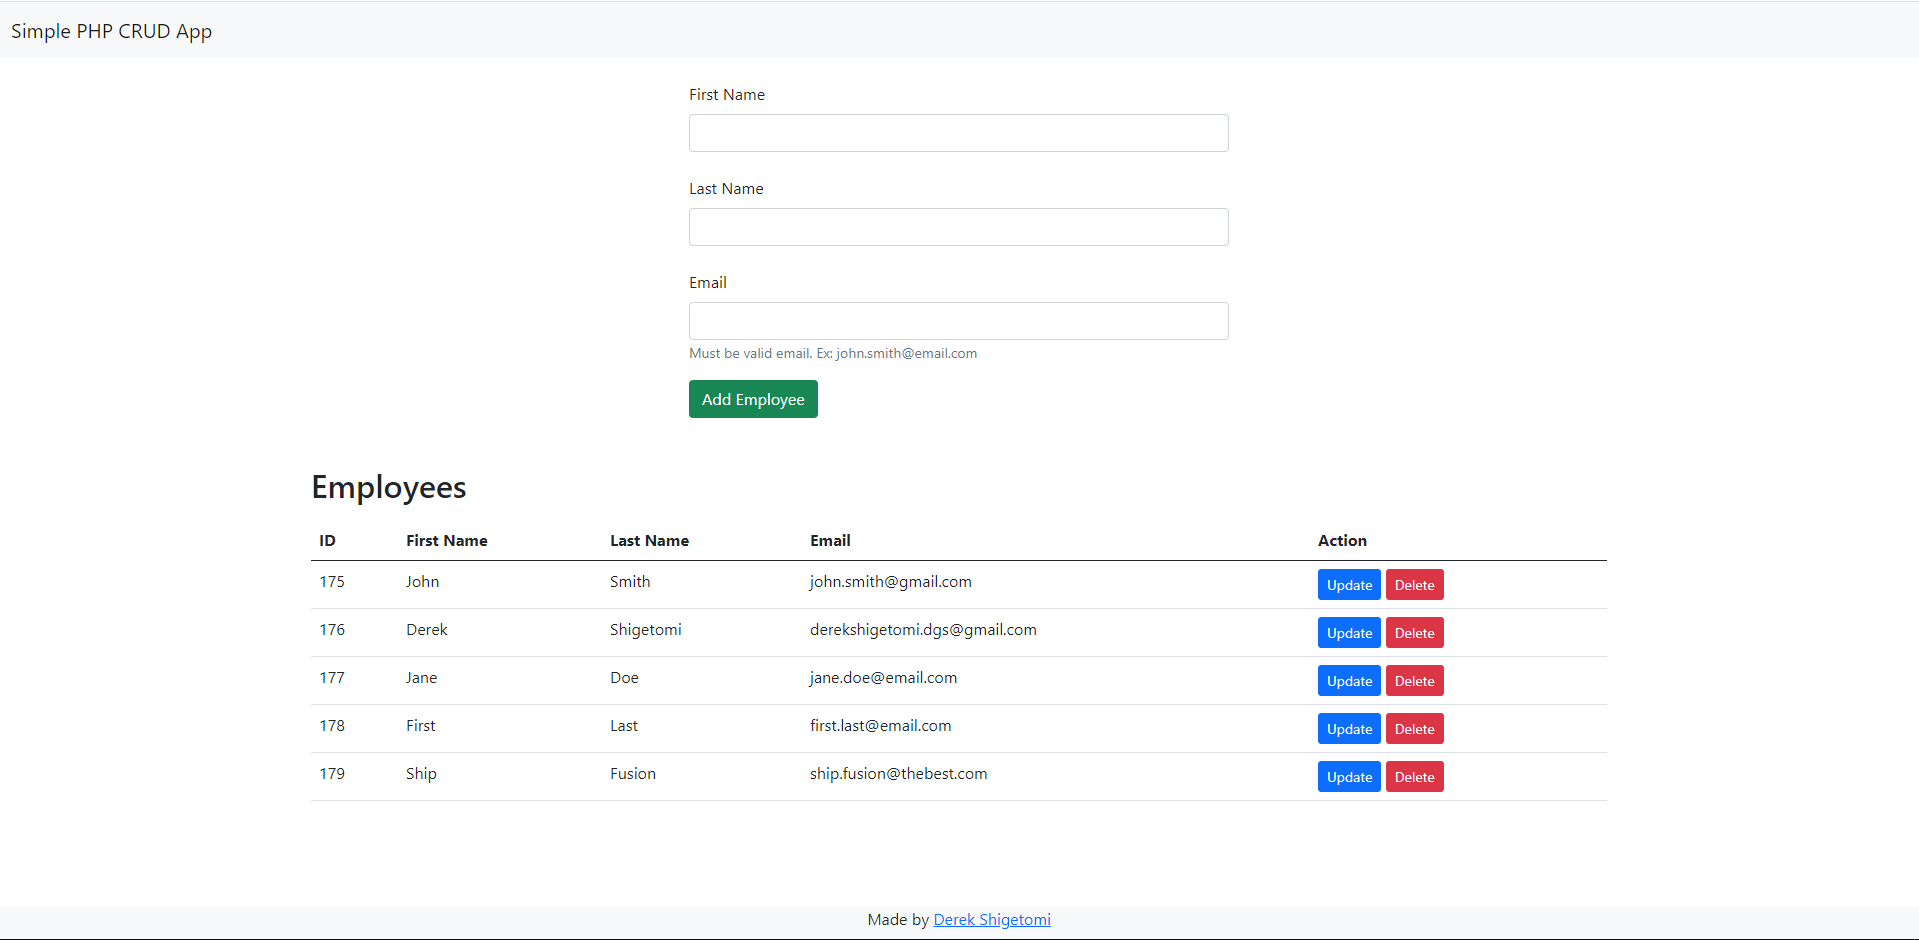 Simple PHP CRUD App
First Name
Last Name
Email
Must be valid email. Ex: john.smith@email.com
Add Employee
Employees
ID First Name Last Name Email Action
175 John Smith john.smith@gmail.com Update Delete
176 Derek Shigetomi derekshigetomi.dgs@gmail.com Update Delete
177 Jane Doe jane.doe@email.com Update Delete
178 First Last first.last@email.com Update Delete
179 Ship Fusion ship.fusion@thebest.com Update Delete
Made by Derek Shigetomi